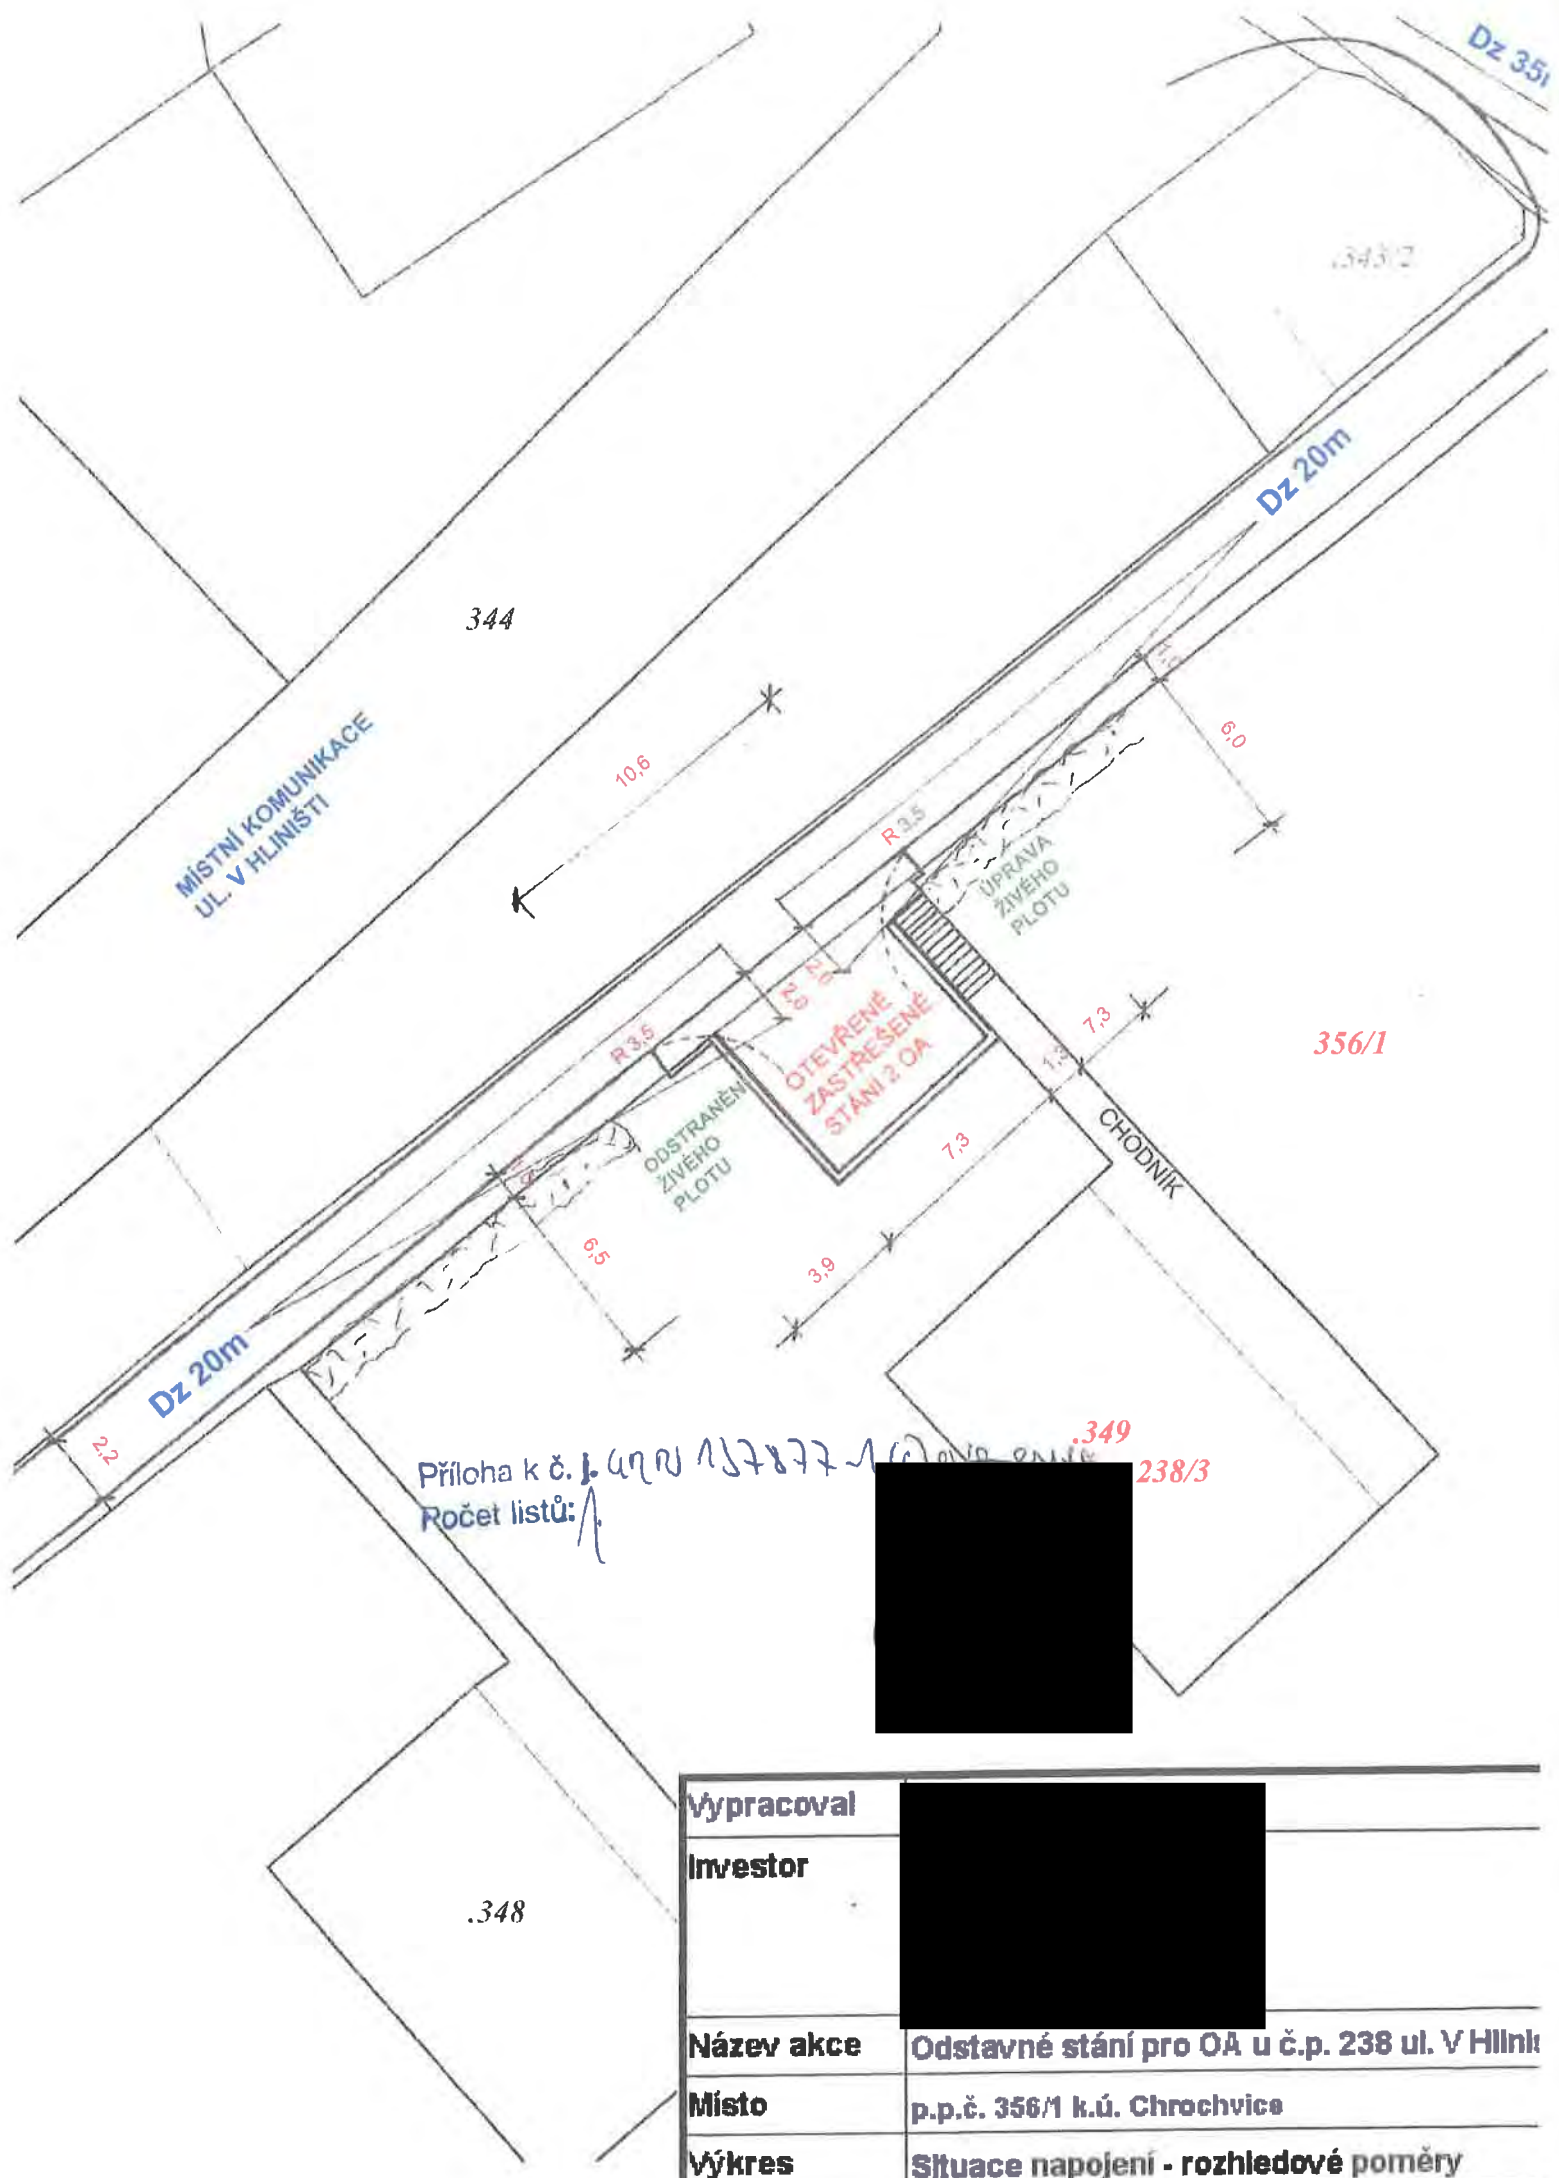 Dz 35
.343/2
Dz 20m
344
1,0
6,0
10,6
MÍSTNÍ KOMUNIKACE
UL. V HLINIŠTI
R 3,5
ÚPRAVA
ŽIVÉHO
PLOTU
2,0
2,0
OTEVŘENÉ
ZASTŘEŠENÉ
STÁNÍ 2 OA
R 3,5
7,3
1,3
356/1
CHODNÍK
ODSTRANĚN
ŽIVÉHO
PLOTU
7,3
6,5
3,9
Dz 20m
2,2
.349
238/3
Příloha k č. j.
Počet listů: 1
.348
Vypracoval
Investor
Název akce Odstavné stání pro OA u č.p. 238 ul. V Hlini
Místo p.p.č. 356/1 k.ú. Chrochvice
Výkres Situace napojení - rozhledové poměry